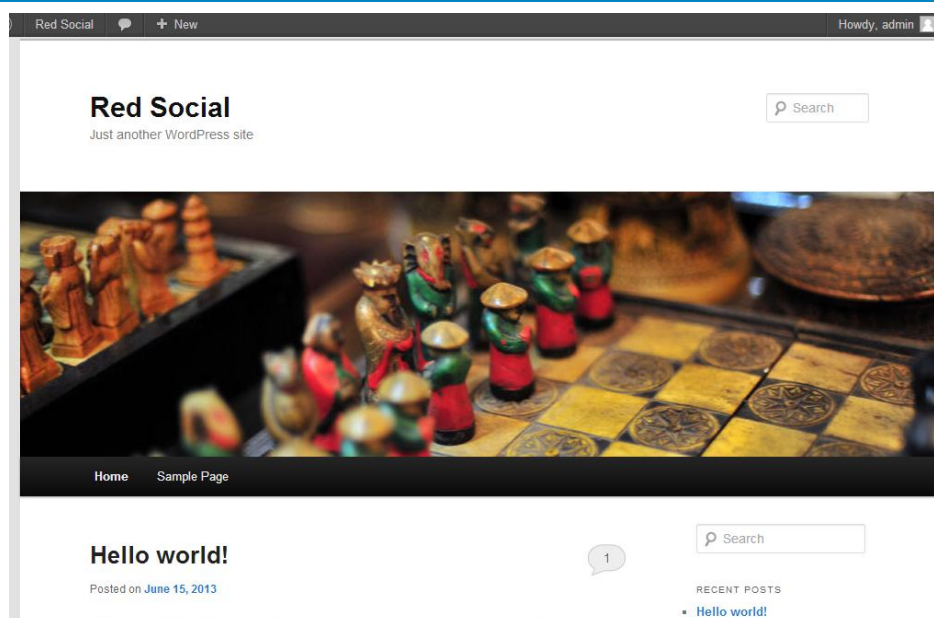 Red Social + New Howdy, admin
Red Social
Search
Just another WordPress site
Home Sample Page
Search
Hello world!
1
Posted on June 15, 2013
RECENT POSTS
Hello world!